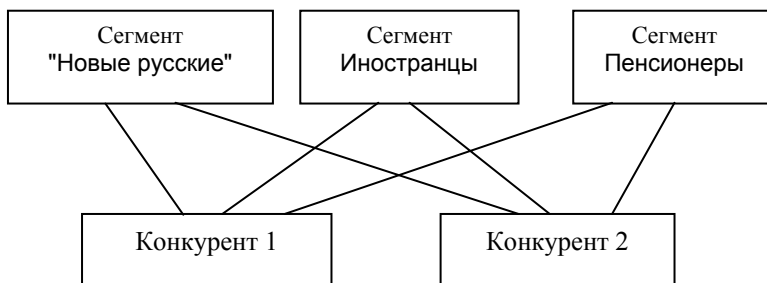 Сегмент
"Новые русские"
Сегмент
Иностранцы
Сегмент
Пенсионеры
Конкурент 1
Конкурент 2